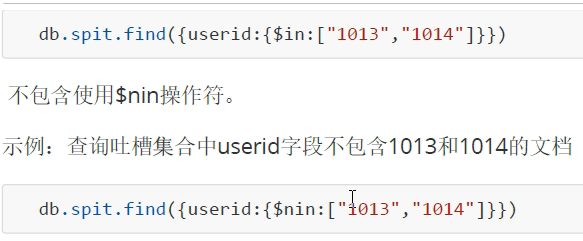 db.spit.find({userid:{$in:["1013","1014"]}})
不包含使用$nin操作符。
示例：查询吐槽集合中userid字段不包含1013和1014的文档
db.spit.find({userid:{$nin:["1013","1014"]}})